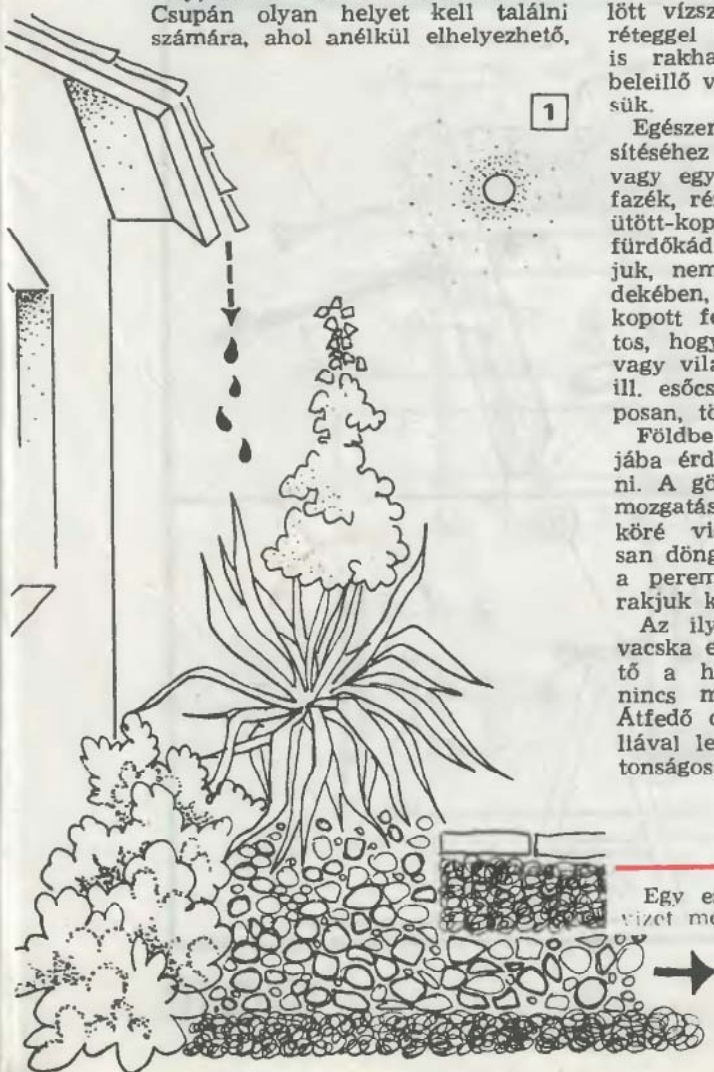 Csupán olyan helyet kell találni
számára, ahol anélkül elhelyezhető,
1
lött vízsz
réteggel
is rakha
beleillő v
sük.
Egészen
sítéséhez
vagy egy
fazék, ré
ütött-kop
fürdőkád
juk, nem
dekében,
kopott fe
tos, hogy
vagy vila
ill. esőcs
posan, tö
Földbe
jába érd
ni. A gö
mozgatás
köré vi
san döng
a perem
rakjuk k
Az ily
vacska e
tő a h
nincs m
Átfedő d
liával le
tonságos
Egy es
vizet me